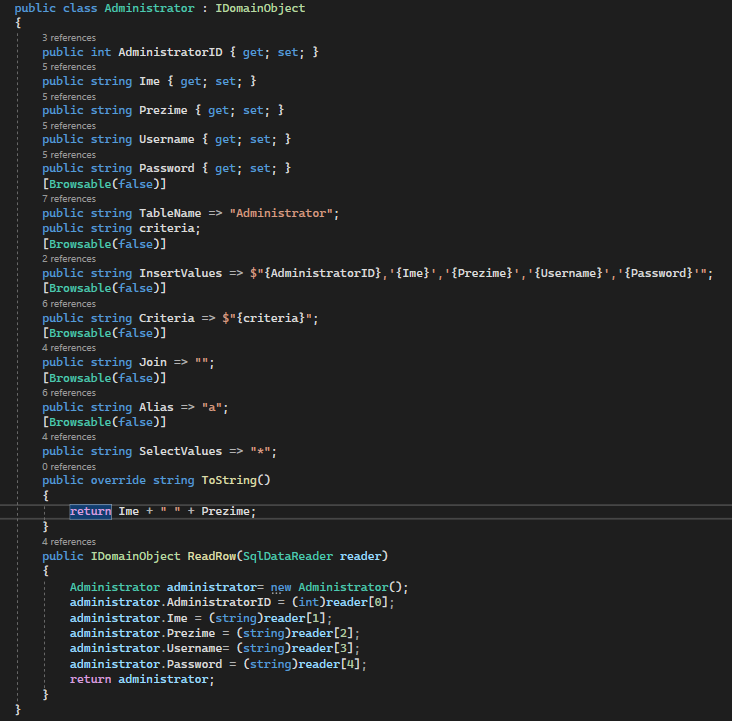 public class Administrator : IDomainObject
{
3 references
public int AdministratorID { get; set; }
5 references
public string Ime { get; set; }
5 references
public string Prezime { get; set; }
5 references
public string Username { get; set; }
5 references
public string Password { get; set; }
[Browsable(false)]
7 references
public string TableName => "Administrator";
public string criteria;
[Browsable(false)]
2 references
public string InsertValues => $"{AdministratorID},'{Ime}','{Prezime}','{Username}','{Password}'";
[Browsable(false)]
6 references
public string Criteria => $"{criteria}";
[Browsable(false)]
4 references
public string Join => "";
[Browsable(false)]
6 references
public string Alias => "a";
[Browsable(false)]
4 references
public string SelectValues => "*";
0 references
public override string ToString()
{
return Ime + " " + Prezime;
}
4 references
public IDomainObject ReadRow(SqlDataReader reader)
{
Administrator administrator= new Administrator();
administrator.AdministratorID = (int)reader[0];
administrator.Ime = (string)reader[1];
administrator.Prezime = (string)reader[2];
administrator.Username= (string)reader[3];
administrator.Password = (string)reader[4];
return administrator;
}
}